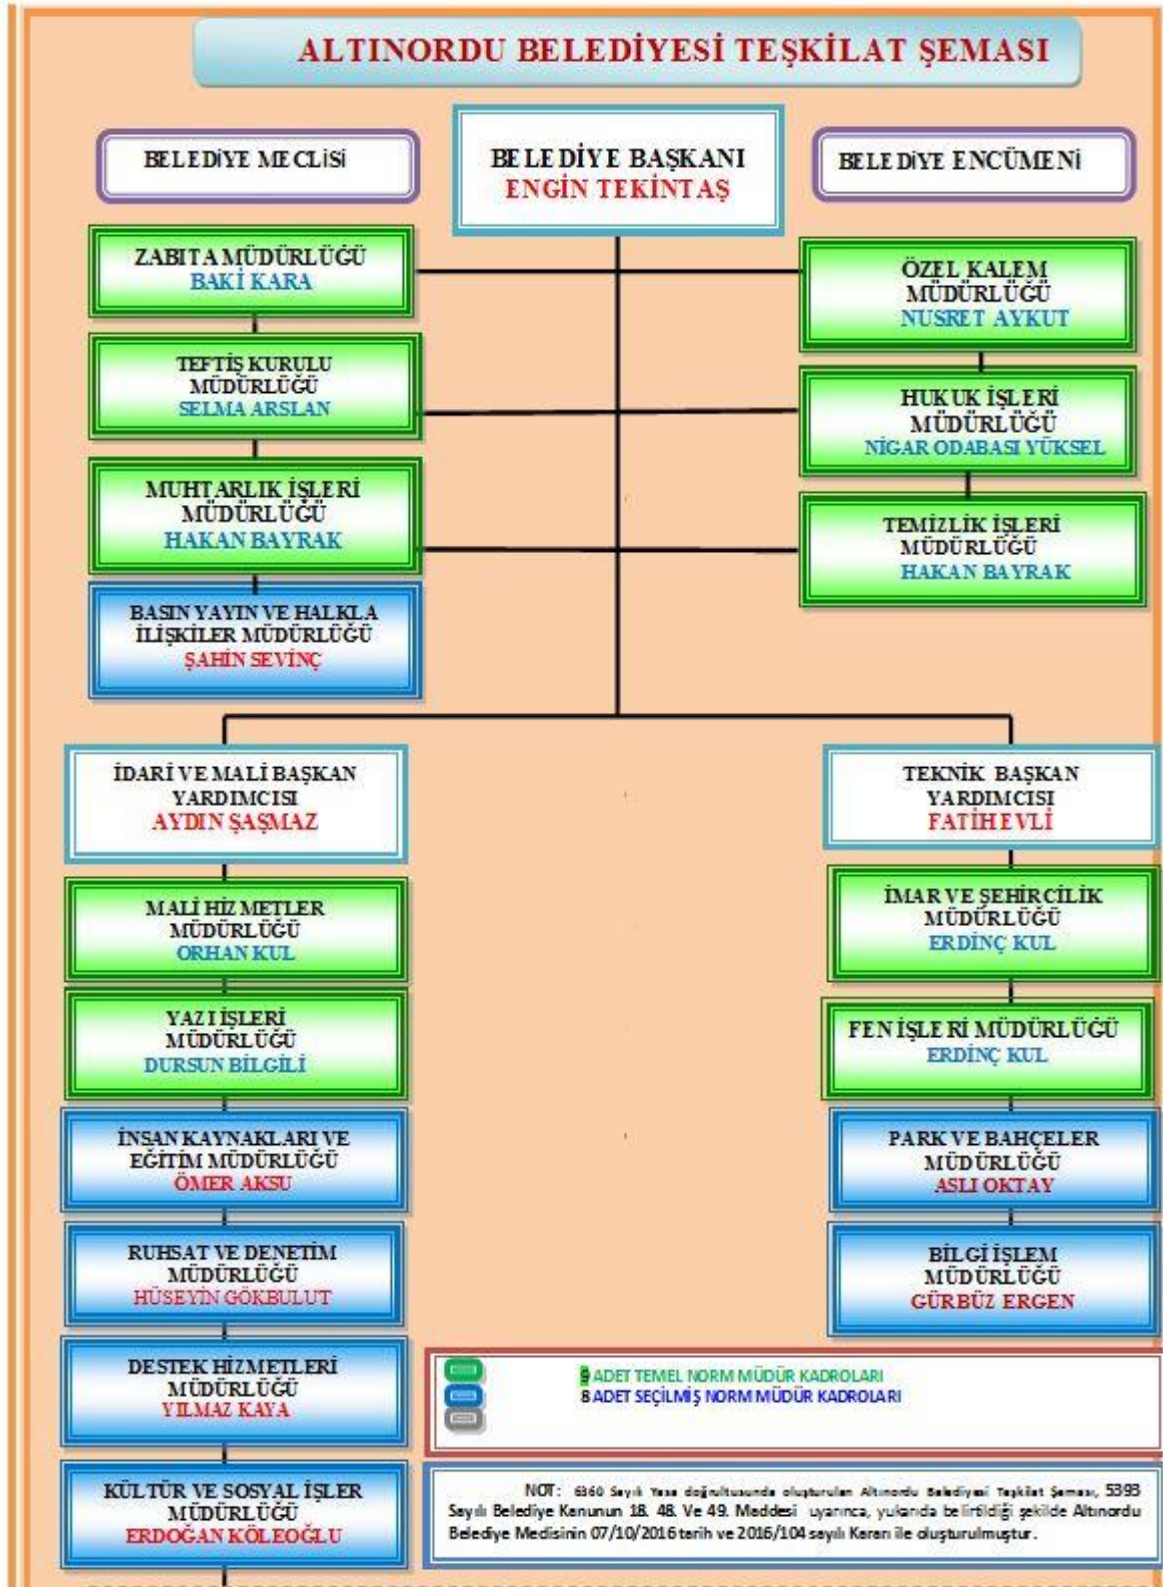 ALTINORDU BELEDİYESİ TEŞKİLAT ŞEMASI
BELEDİYE MECLİSİ
BELEDİYE BAŞKANI
ENGİN TEKİNTAŞ
BELEDİYE ENCÜMENİ
ZABITA MÜDÜRLÜĞÜ
BAKİ KARA
ÖZEL KALEM
MÜDÜRLÜĞÜ
NUSRET AYKUT
TEFTİŞ KURULU
MÜDÜRLÜĞÜ
SELMA ARSLAN
HUKUK İŞLERİ
MÜDÜRLÜĞÜ
NİGAR ODABASI YÜKSEL
MUHTARLIK İŞLERİ
MÜDÜRLÜĞÜ
HAKAN BAYRAK
TEMİZLİK İŞLERİ
MÜDÜRLÜĞÜ
HAKAN BAYRAK
BASIN YAYIN VE HALKLA
İLİŞKİLER MÜDÜRLÜĞÜ
ŞAHİN SEVİNÇ
İDARİ VE MALİ BAŞKAN
YARDIMCISI
AYDIN ŞAŞMAZ
TEKNİK BAŞKAN
YARDIMCISI
FATİH EVLİ
MALİ HİZMETLER
MÜDÜRLÜĞÜ
ORHAN KUL
İMAR VE ŞEHİRCİLİK
MÜDÜRLÜĞÜ
ERDİNÇ KUL
YAZI İŞLERİ
MÜDÜRLÜĞÜ
DURSUN BİLGİLİ
FEN İŞLERİ MÜDÜRLÜĞÜ
ERDİNÇ KUL
İNSAN KAYNAKLARI VE
EĞİTİM MÜDÜRLÜĞÜ
ÖMER AKSU
PARK VE BAHÇELER
MÜDÜRLÜĞÜ
ASLI OKTAY
RUHSAT VE DENETİM
MÜDÜRLÜĞÜ
HÜSEYİN GÖKBULUT
BİLGİ İŞLEM
MÜDÜRLÜĞÜ
GÜRBÜZ ERGEN
DESTEK HİZMETLERİ
MÜDÜRLÜĞÜ
YILMAZ KAYA
9 ADET TEMEL NORM MÜDÜR KADROLARI
8 ADET SEÇİLMİŞ NORM MÜDÜR KADROLARI
KÜLTÜR VE SOSYAL İŞLER
MÜDÜRLÜĞÜ
ERDOĞAN KÖLEOĞLU
NOT: 6360 Sayılı Yasa doğrultusunda oluşturulan Altınordu Belediyesi Teşkilat Şeması, 5393
Sayılı Belediye Kanunun 18. 48. Ve 49. Maddesi uyarınca, yukarıda belirtildiği şekilde Altınordu
Belediye Meclisinin 07/10/2016 tarih ve 2016/104 sayılı Kararı ile oluşturulmuştur.